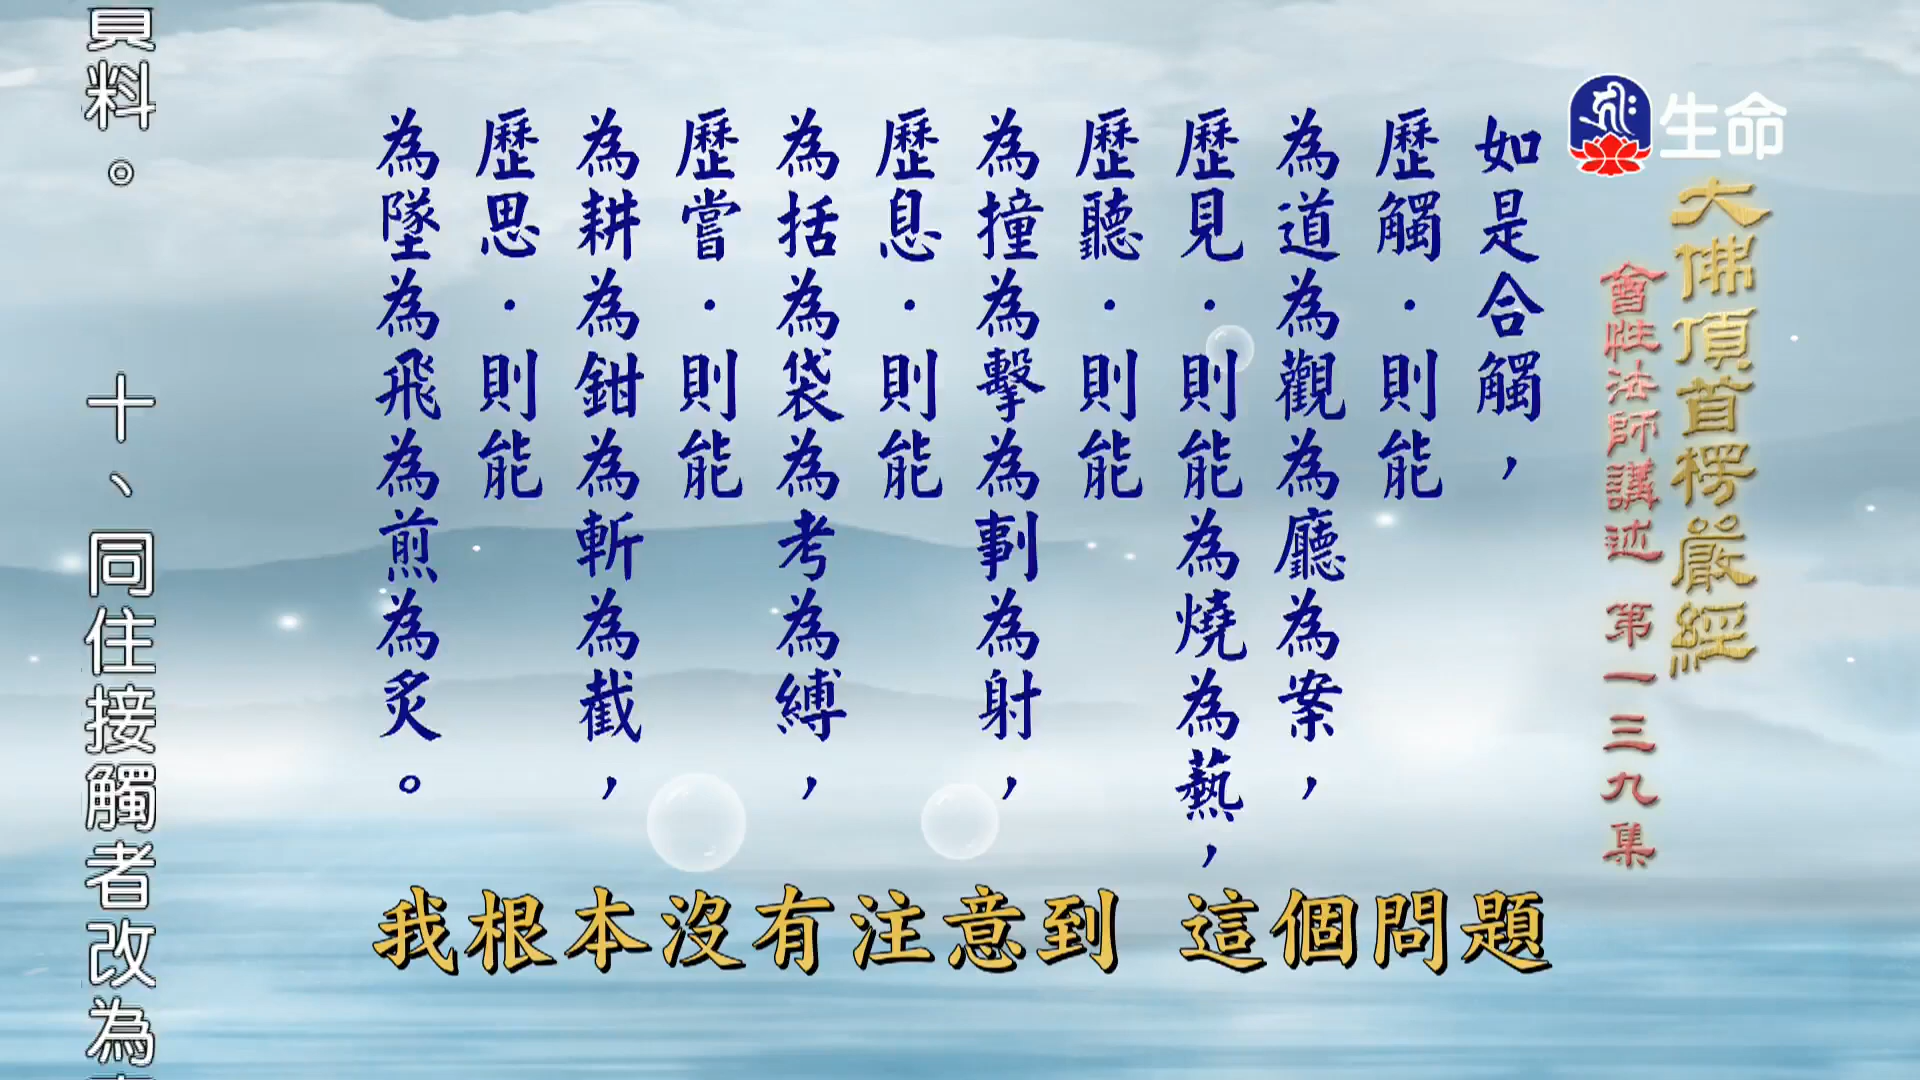 生命
大佛頂首楞嚴經
會性法師講述 第一三九集
如是合觸，
歷觸．則能
為道為觀為廳為案，
歷見．則能為燒為爇，
歷聽．則能
為撞為擊為剚為射，
歷息．則能
為括為袋為考為縛，
歷嘗．則能
為耕為鉗為斬為截，
歷思．則能
為墜為飛為煎為炙。
我根本沒有注意到 這個問題
資料。 十、同住接觸者改為